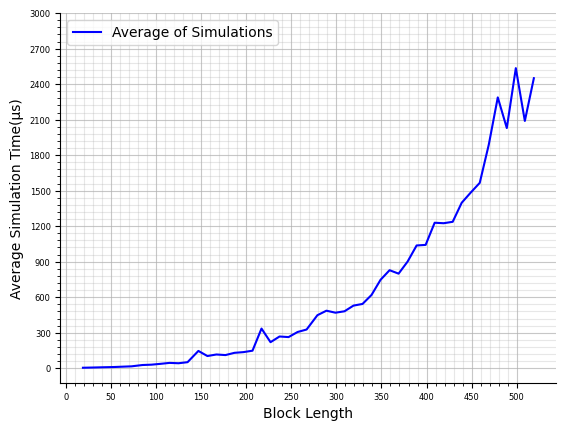 Average of Simulations
Average Simulation Time(μs)
3000
2700
2400
2100
1800
1500
1200
900
600
300
0
0 50 100 150 200 250 300 350 400 450 500
Block Length